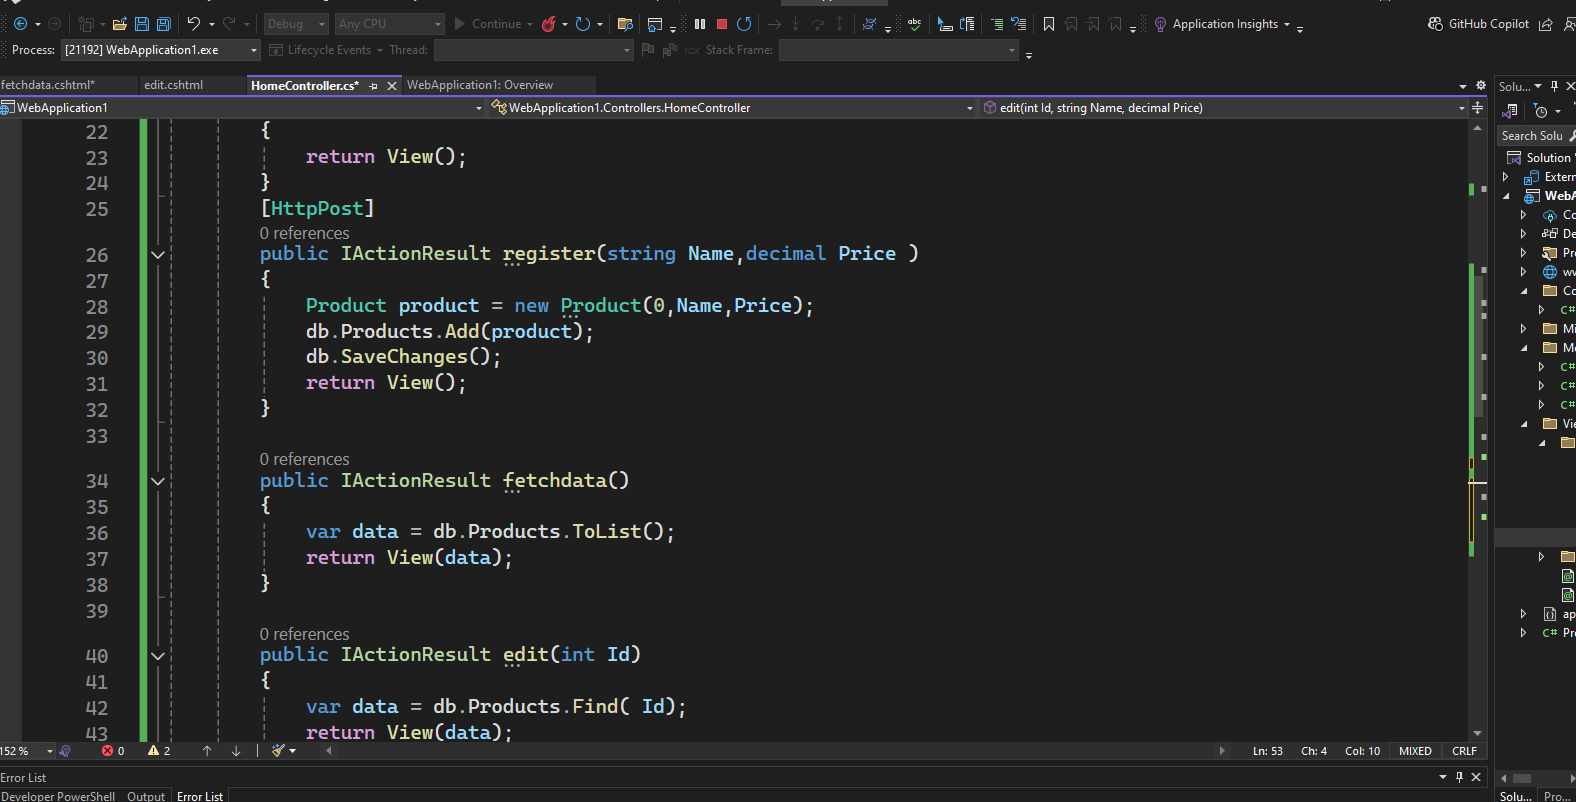 Debug Any CPU Continue abc Application Insights GitHub Copilot
Process: [21192] WebApplication1.exe Lifecycle Events Thread: Stack Frame:
fetchdata.cshtml* edit.cshtml HomeController.cs* WebApplication1: Overview Solu...
WebApplication1 WebApplication1.Controllers.HomeController edit(int Id, string Name, decimal Price)
22 {
23 return View();
24 }
25 [HttpPost]
0 references
26 public IActionResult register(string Name,decimal Price )
27 {
28 Product product = new Product(0,Name,Price);
29 db.Products.Add(product);
30 db.SaveChanges();
31 return View();
32 }
33
0 references
34 public IActionResult fetchdata()
35 {
36 var data = db.Products.ToList();
37 return View(data);
38 }
39
0 references
40 public IActionResult edit(int Id)
41 {
42 var data = db.Products.Find( Id);
43 return View(data);
Search Solu
Solution
Extern
WebA
Co
De
Pro
ww
Co
C#
Mi
Mo
C#
C#
C#
Vie
ap
C# Pro
152 % 0 2 Ln: 53 Ch: 4 Col: 10 MIXED CRLF
Error List
Developer PowerShell Output Error List Solu... Pro...